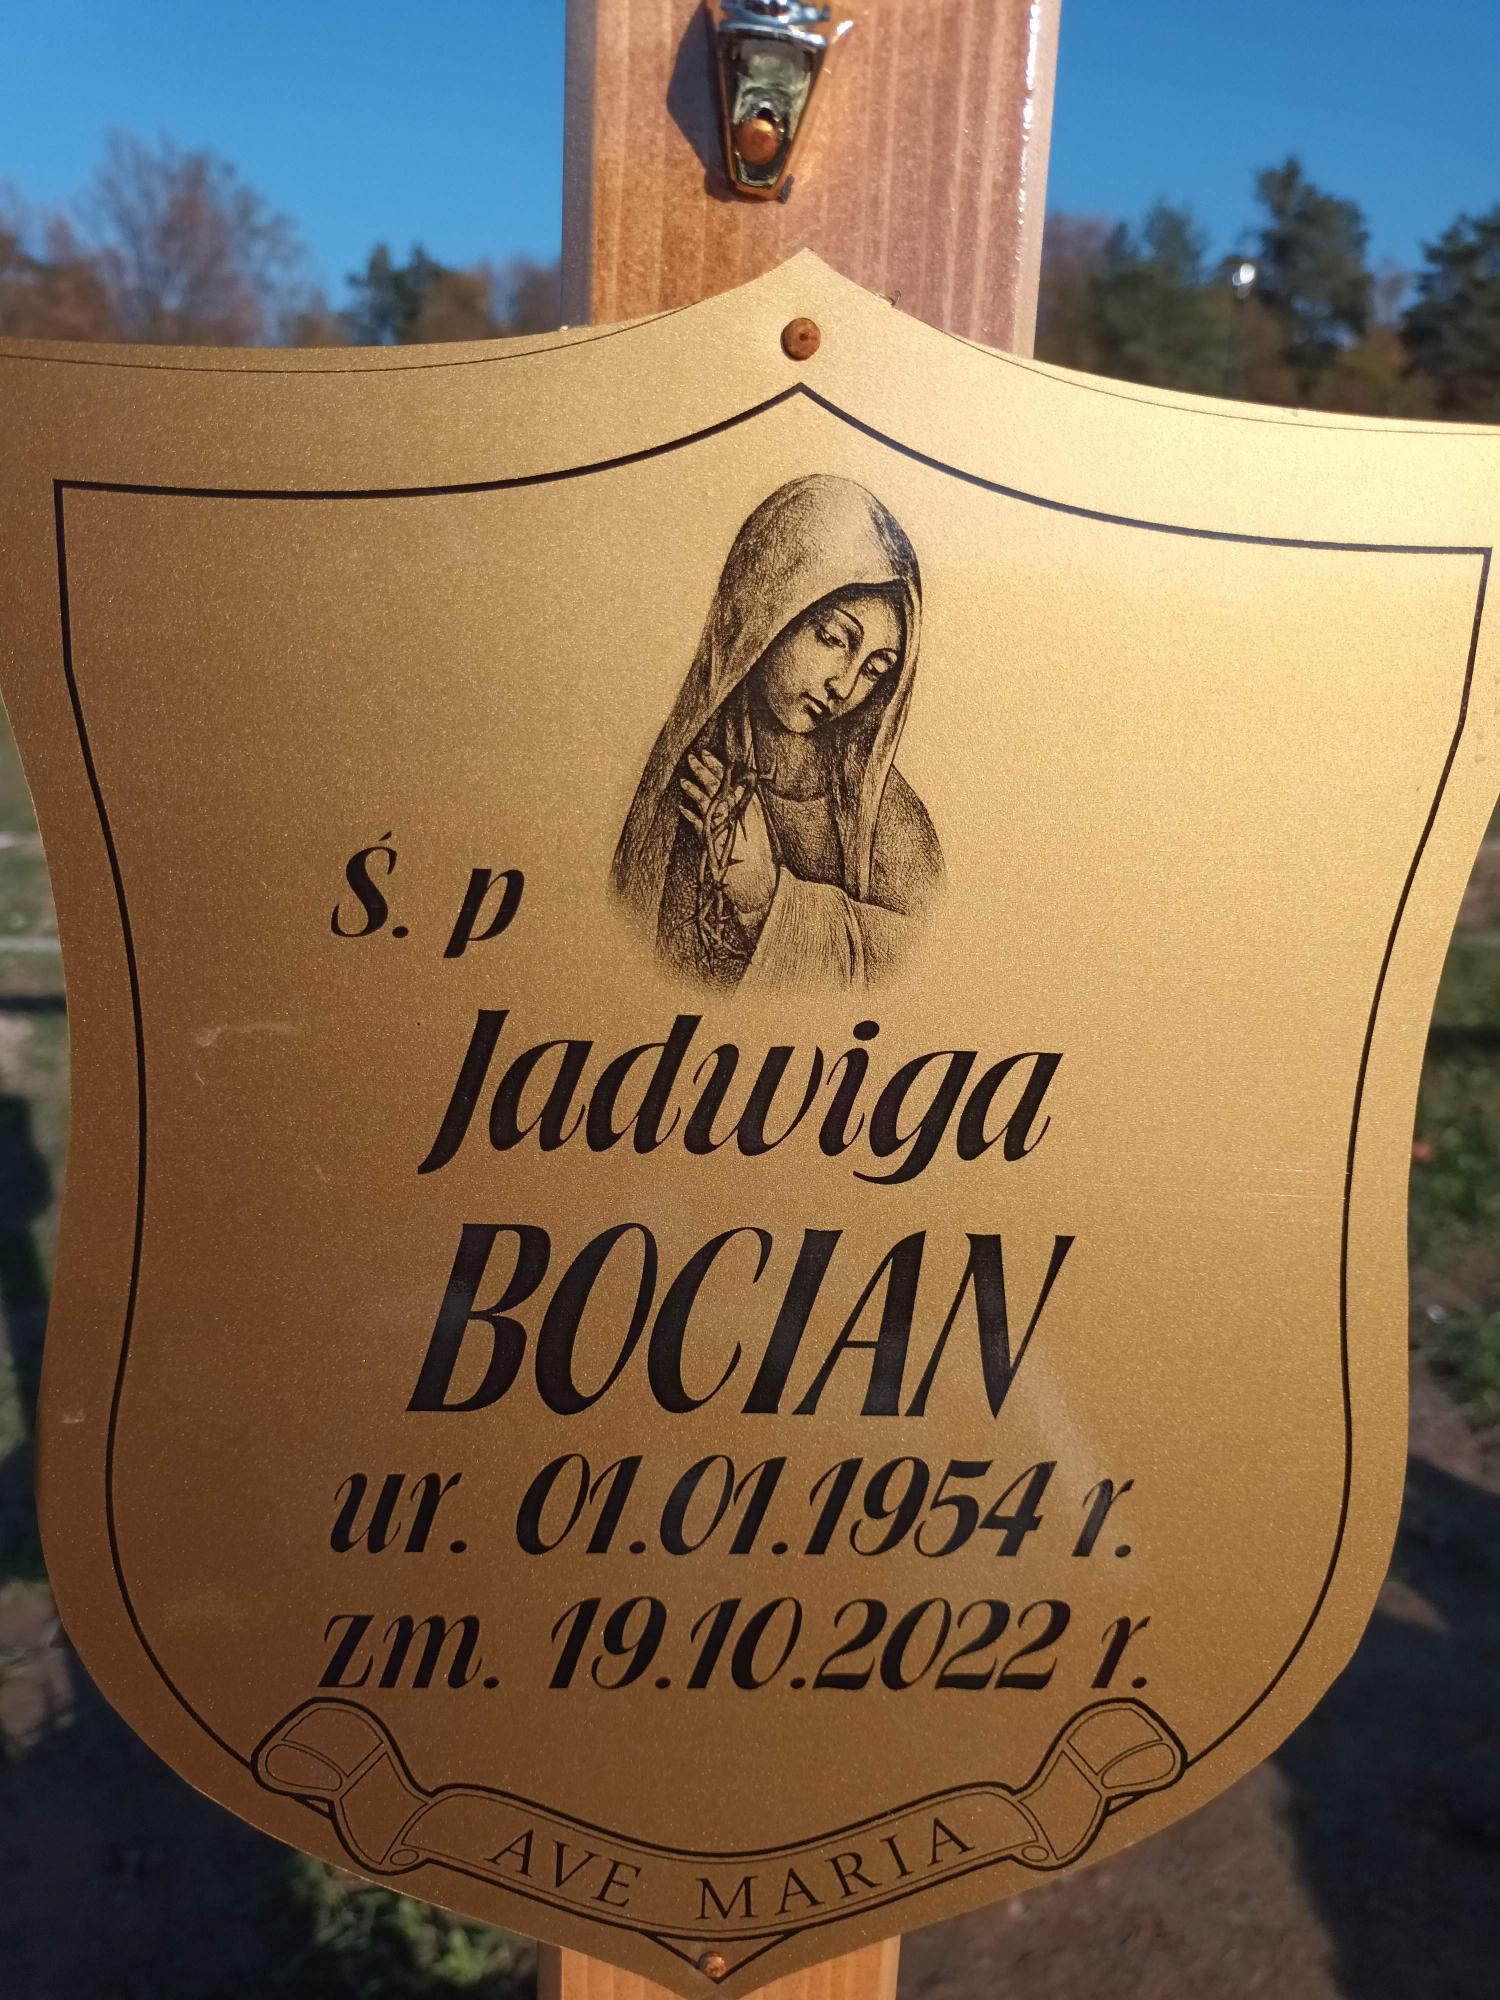 Ś. p
Jadwiga
BOCIAN
ur. 01.01.1954 r.
zm. 19.10.2022 r.
AVE MARIA